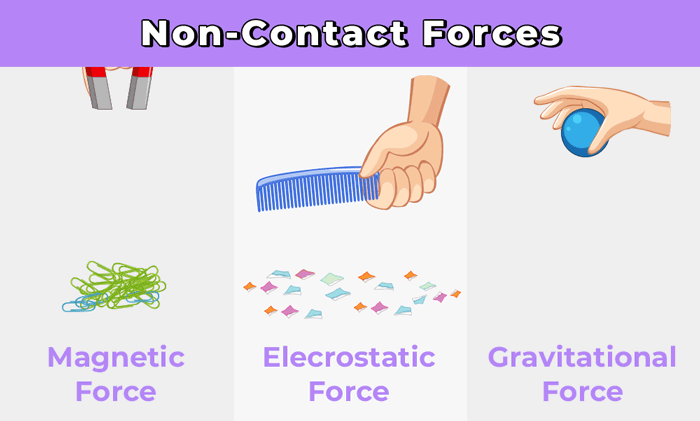 Non-Contact Forces
Magnetic
Force
Elecrostatic
Force
Gravitational
Force